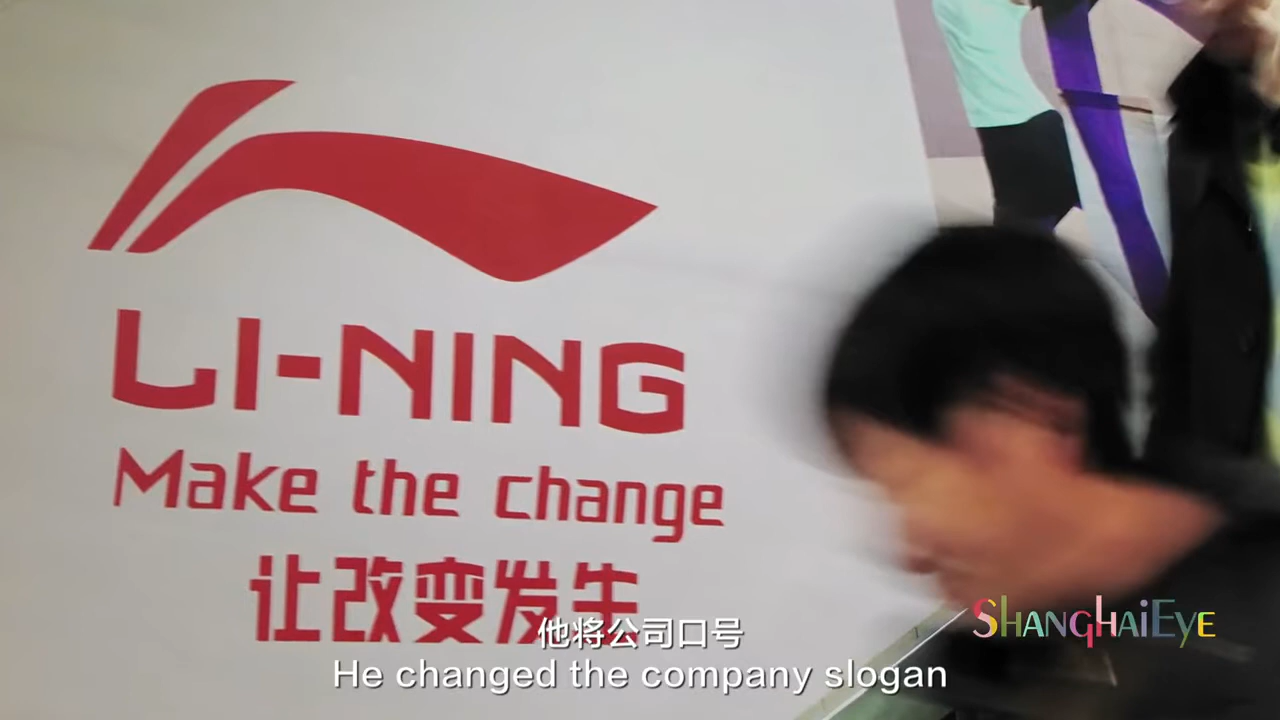 LI-NING
Make the change
让改变发生
他将公司口号
He changed the company slogan
SHANGHAIEYE